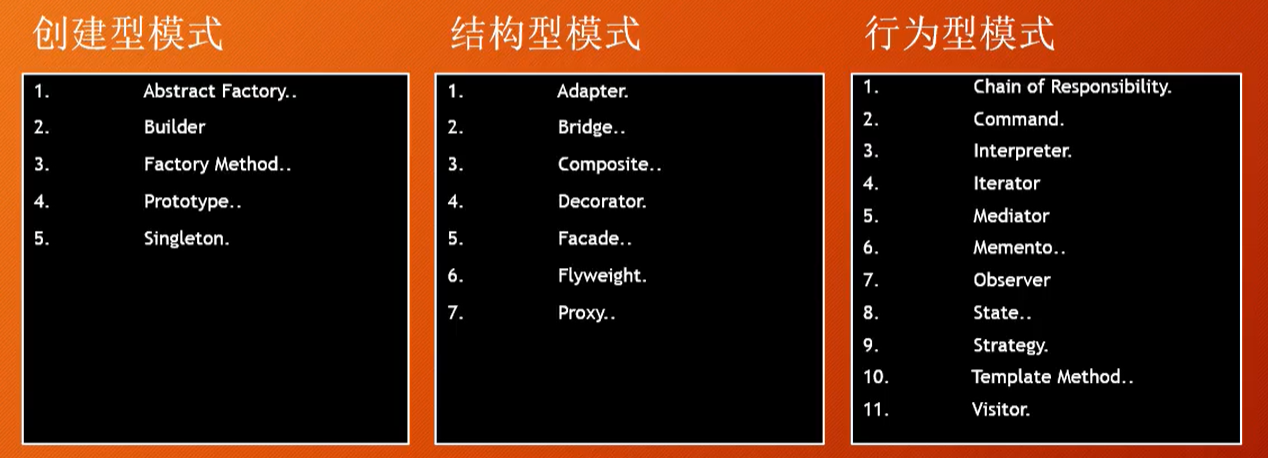 创建型模式
1. Abstract Factory..
2. Builder
3. Factory Method..
4. Prototype..
5. Singleton.
结构型模式
1. Adapter.
2. Bridge..
3. Composite..
4. Decorator.
5. Facade..
6. Flyweight.
7. Proxy..
行为型模式
1. Chain of Responsibility.
2. Command.
3. Interpreter.
4. Iterator
5. Mediator
6. Memento..
7. Observer
8. State..
9. Strategy.
10. Template Method..
11. Visitor.